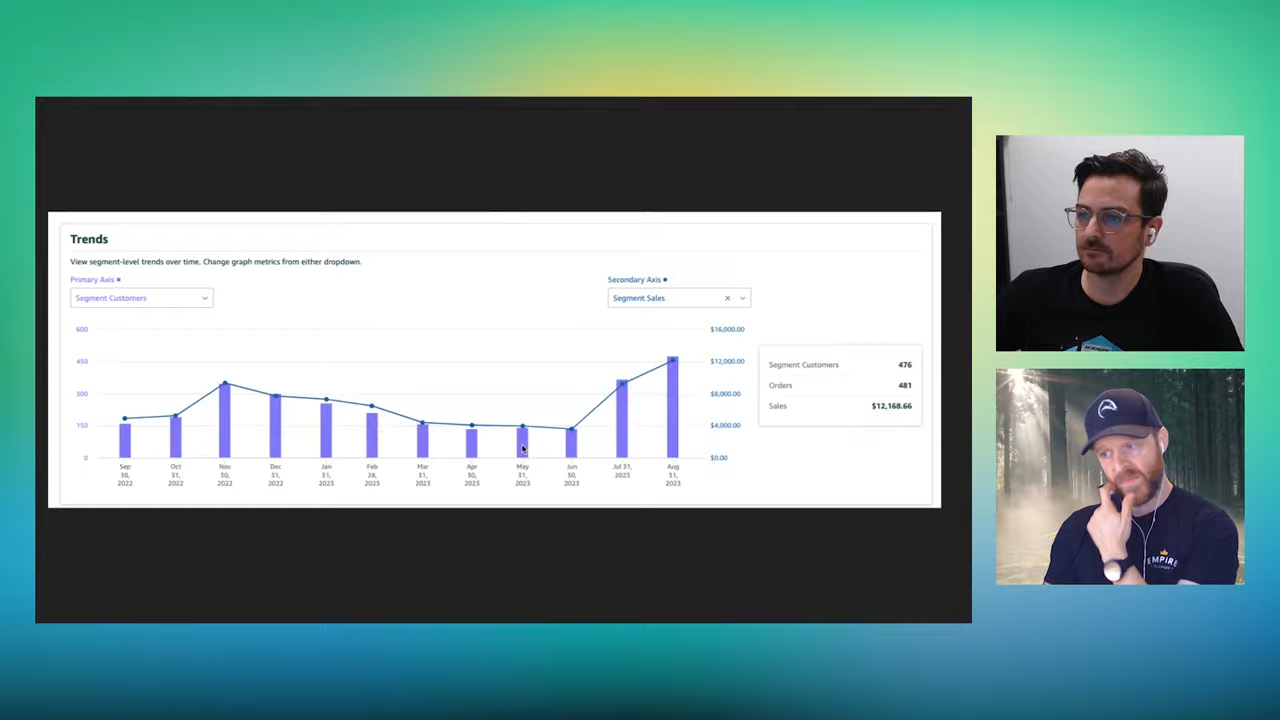 Trends
View segment-level trends over time. Change graph metrics from either dropdown.
Primary Axis
Secondary Axis
Segment Customers
Segment Sales
600
$16,000.00
450
$12,000.00
300
$8,000.00
150
$4,000.00
0
$0.00
Sep 30, 2022
Oct 31, 2022
Nov 30, 2022
Dec 31, 2022
Jan 31, 2023
Feb 28, 2023
Mar 31, 2023
Apr 30, 2023
May 31, 2023
Jun 30, 2023
Jul 31, 2023
Aug 31, 2023
Segment Customers 476
Orders 481
Sales $12,168.66
EMPIRE